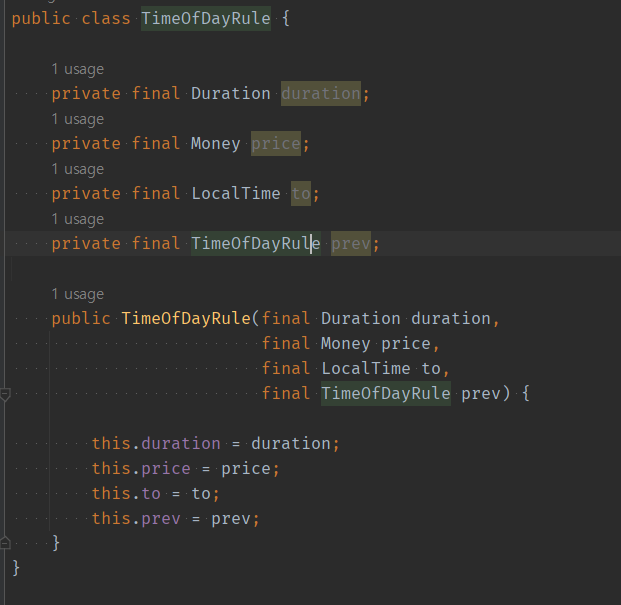 public class TimeOfDayRule {
1 usage
private final Duration duration;
1 usage
private final Money price;
1 usage
private final LocalTime to;
1 usage
private final TimeOfDayRule prev;
1 usage
public TimeOfDayRule(final Duration duration,
final Money price,
final LocalTime to,
final TimeOfDayRule prev) {
this.duration = duration;
this.price = price;
this.to = to;
this.prev = prev;
}
}